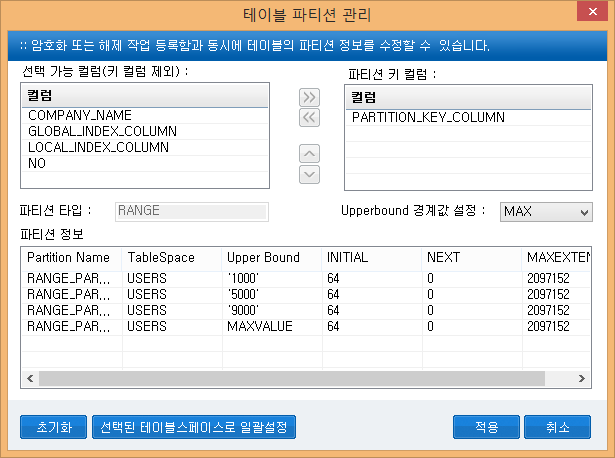 테이블 파티션 관리
:: 암호화 또는 해제 작업 등록함과 동시에 테이블의 파티션 정보를 수정할 수 있습니다.
선택 가능 컬럼(키 컬럼 제외) :
컬럼
COMPANY_NAME
GLOBAL_INDEX_COLUMN
LOCAL_INDEX_COLUMN
NO
파티션 키 컬럼 :
컬럼
PARTITION_KEY_COLUMN
파티션 타입 : RANGE
Upperbound 경계값 설정 : MAX
파티션 정보
Partition Name TableSpace Upper Bound INITIAL NEXT MAXEXTEN
RANGE_PAR... USERS '1000' 64 0 2097152
RANGE_PAR... USERS '5000' 64 0 2097152
RANGE_PAR... USERS '9000' 64 0 2097152
RANGE_PAR... USERS MAXVALUE 64 0 2097152
초기화 선택된 테이블스페이스로 일괄설정 적용 취소